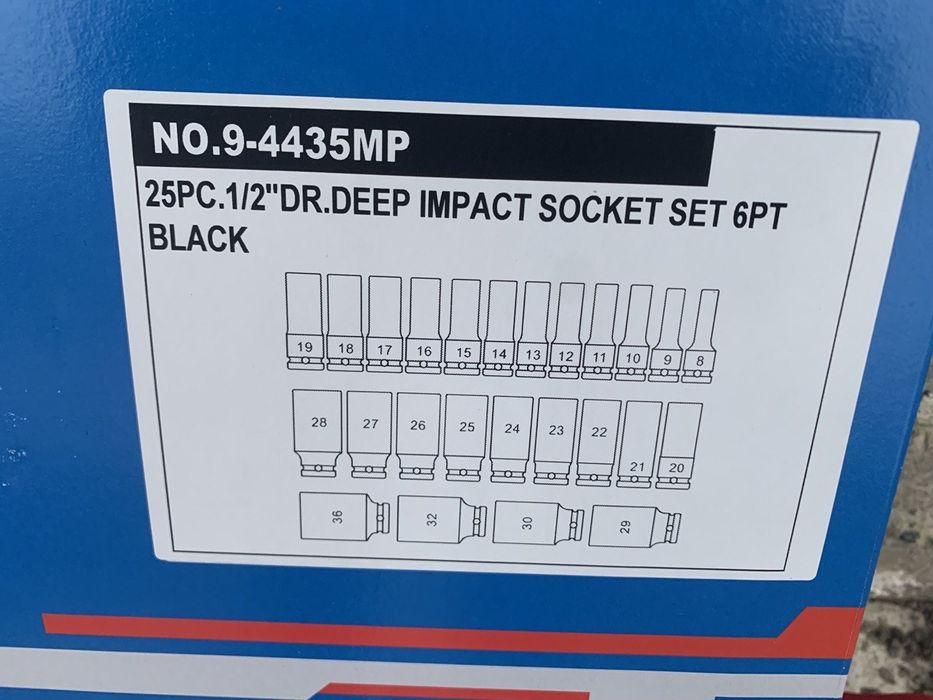 NO.9-4435MP
25PC.1/2"DR.DEEP IMPACT SOCKET SET 6PT
BLACK
19 18 17 16 15 14 13 12 11 10 9 8
28 27 26 25 24 23 22 21 20
36 32 30 29